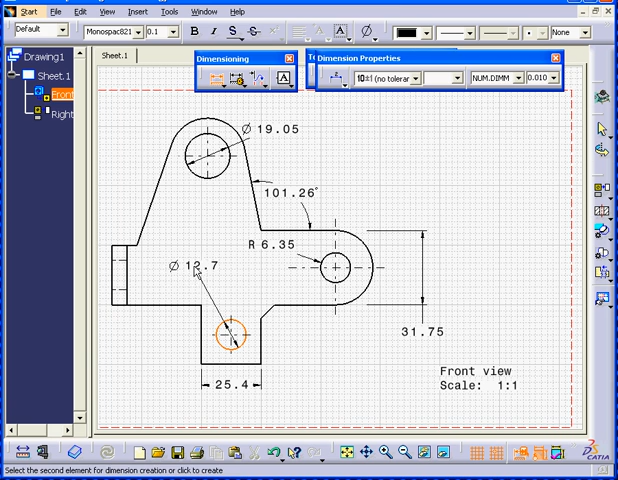 Start File Edit View Insert Tools Window Help
Default Monospac821 0.1 B I S S A None
Drawing1
Sheet.1
Front
Right
Sheet.1
Dimensioning
Dimension Properties
10±1 (no tolerar NUM.DIMM 0.010
Ø 19.05
101.26°
R 6.35
Ø 12.7
31.75
25.4
Front view
Scale: 1:1
CATIA
Select the second element for dimension creation or click to create